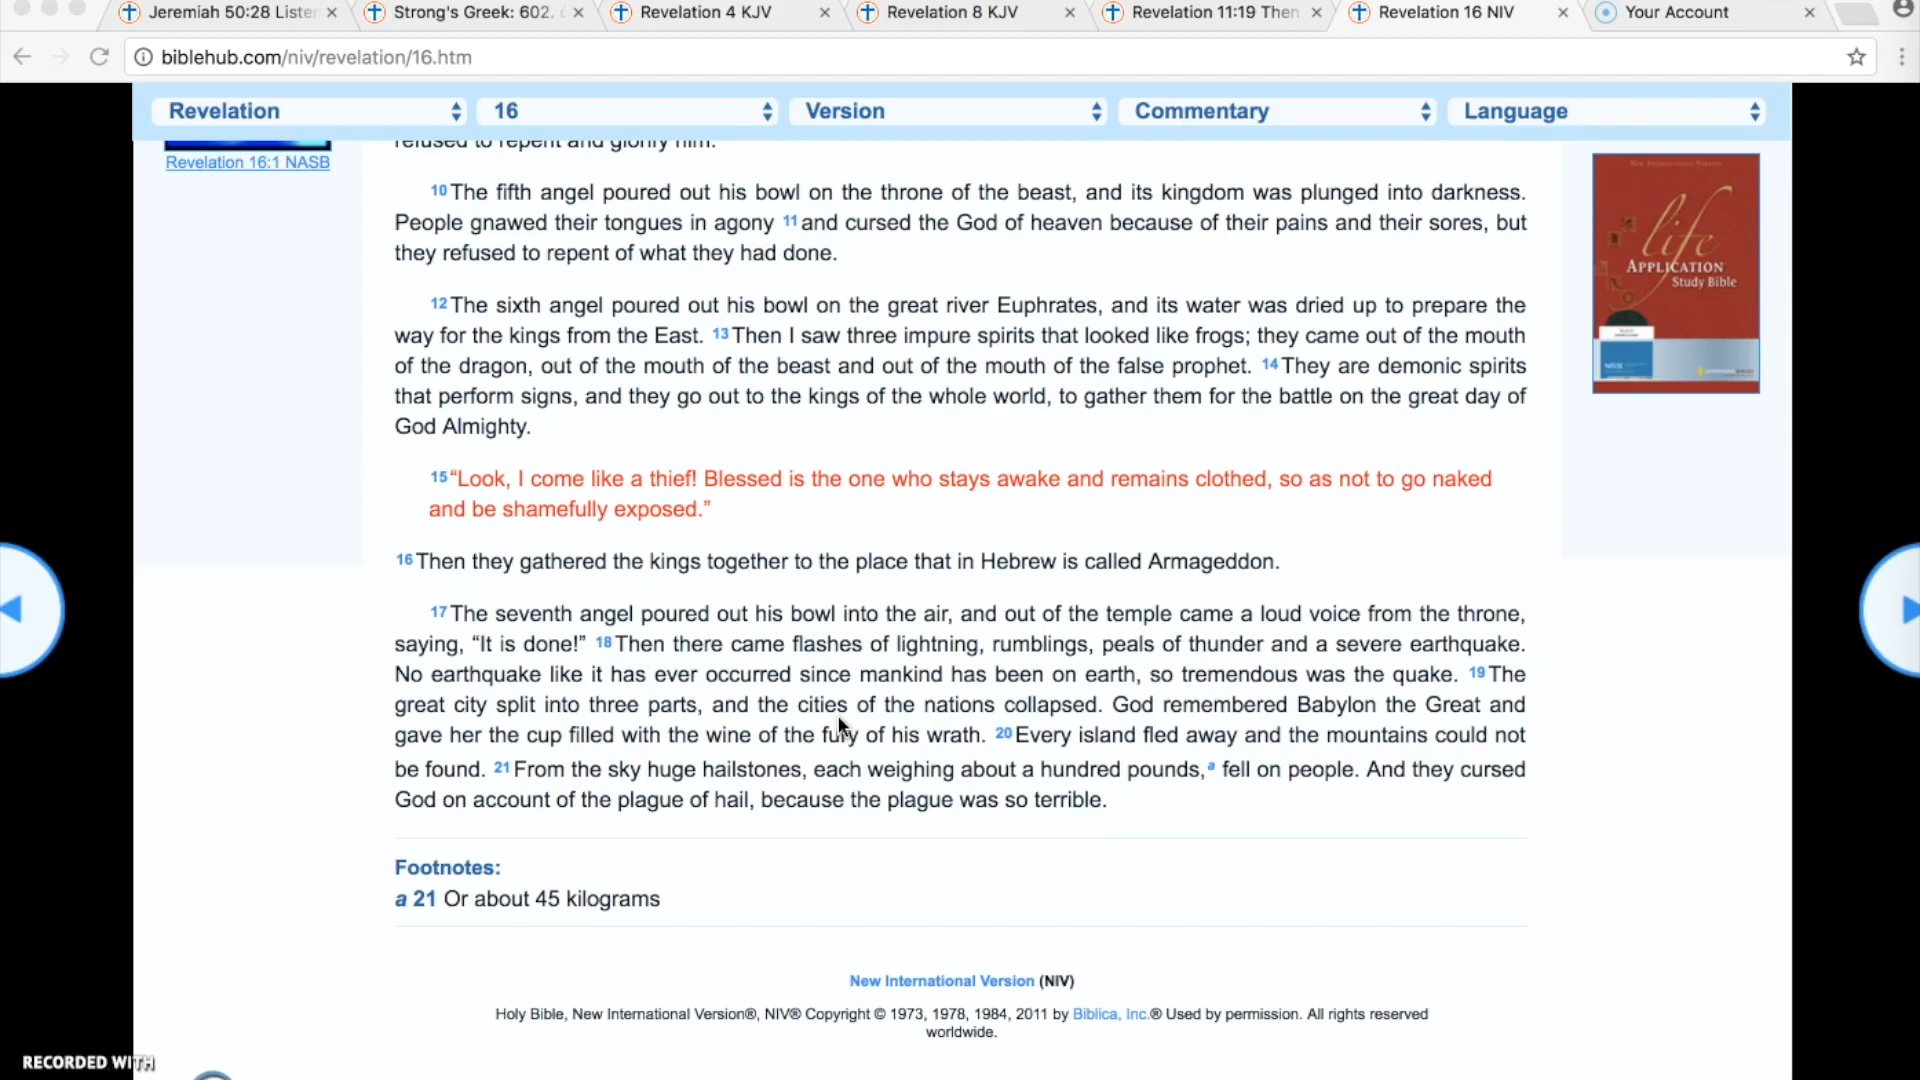 Jeremiah 50:28 Listen
Strong's Greek: 602.
Revelation 4 KJV
Revelation 8 KJV
Revelation 11:19 Then
Revelation 16 NIV
Your Account
biblehub.com/niv/revelation/16.htm
Revelation
16
Version
Commentary
Language
Revelation 16:1 NASB
refused to repent and glorify him.
10 The fifth angel poured out his bowl on the throne of the beast, and its kingdom was plunged into darkness.
People gnawed their tongues in agony 11 and cursed the God of heaven because of their pains and their sores, but
they refused to repent of what they had done.
12 The sixth angel poured out his bowl on the great river Euphrates, and its water was dried up to prepare the
way for the kings from the East. 13 Then I saw three impure spirits that looked like frogs; they came out of the mouth
of the dragon, out of the mouth of the beast and out of the mouth of the false prophet. 14 They are demonic spirits
that perform signs, and they go out to the kings of the whole world, to gather them for the battle on the great day of
God Almighty.
15 “Look, I come like a thief! Blessed is the one who stays awake and remains clothed, so as not to go naked
and be shamefully exposed.”
16 Then they gathered the kings together to the place that in Hebrew is called Armageddon.
17 The seventh angel poured out his bowl into the air, and out of the temple came a loud voice from the throne,
saying, “It is done!” 18 Then there came flashes of lightning, rumblings, peals of thunder and a severe earthquake.
No earthquake like it has ever occurred since mankind has been on earth, so tremendous was the quake. 19 The
great city split into three parts, and the cities of the nations collapsed. God remembered Babylon the Great and
gave her the cup filled with the wine of the fury of his wrath. 20 Every island fled away and the mountains could not
be found. 21 From the sky huge hailstones, each weighing about a hundred pounds, a fell on people. And they cursed
God on account of the plague of hail, because the plague was so terrible.
Footnotes:
a 21 Or about 45 kilograms
New International Version (NIV)
Holy Bible, New International Version®, NIV® Copyright © 1973, 1978, 1984, 2011 by Biblica, Inc.® Used by permission. All rights reserved
worldwide.
NEW INTERNATIONAL VERSION
life
APPLICATION
Study Bible
RECORDED WITH